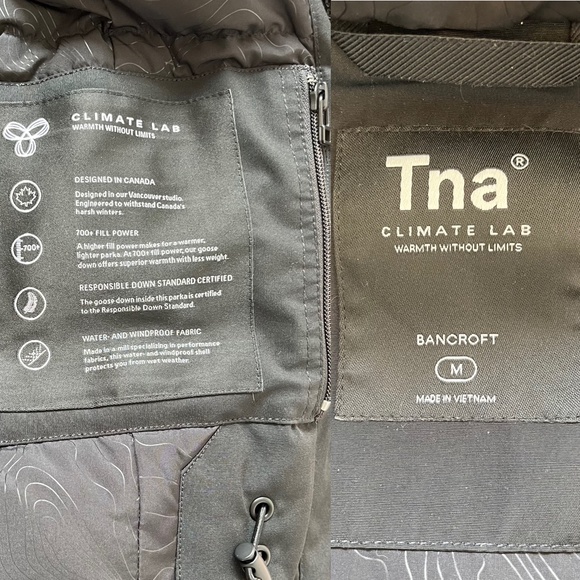 CLIMATE LAB
WARMTH WITHOUT LIMITS
DESIGNED IN CANADA
Designed in our Vancouver studio.
Engineered to withstand Canada's
harsh winters.
700+
700+ FILL POWER
A higher fill power makes for a warmer,
lighter parka. At 700+ fill power, our goose
down offers superior warmth with less weight.
RESPONSIBLE DOWN STANDARD CERTIFIED
The goose down inside this parka is certified
to the Responsible Down Standard.
WATER- AND WINDPROOF FABRIC
Made in a mill specializing in performance
fabrics, this water- and windproof shell
protects you from wet weather.
Tna®
CLIMATE LAB
WARMTH WITHOUT LIMITS
BANCROFT
M
MADE IN VIETNAM